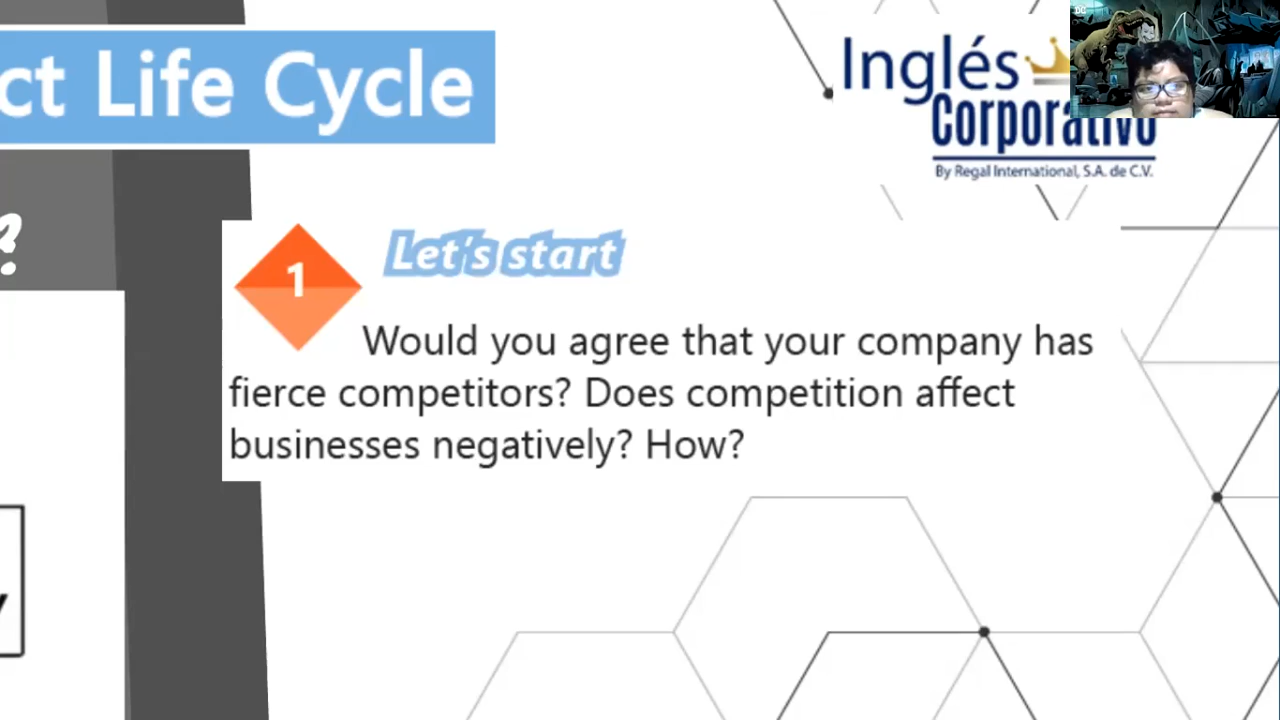 ct Life Cycle
Inglés
Corporativo
By Regal International, S.A. de C.V.
DC
?
1
Let's start
Would you agree that your company has
fierce competitors? Does competition affect
businesses negatively? How?